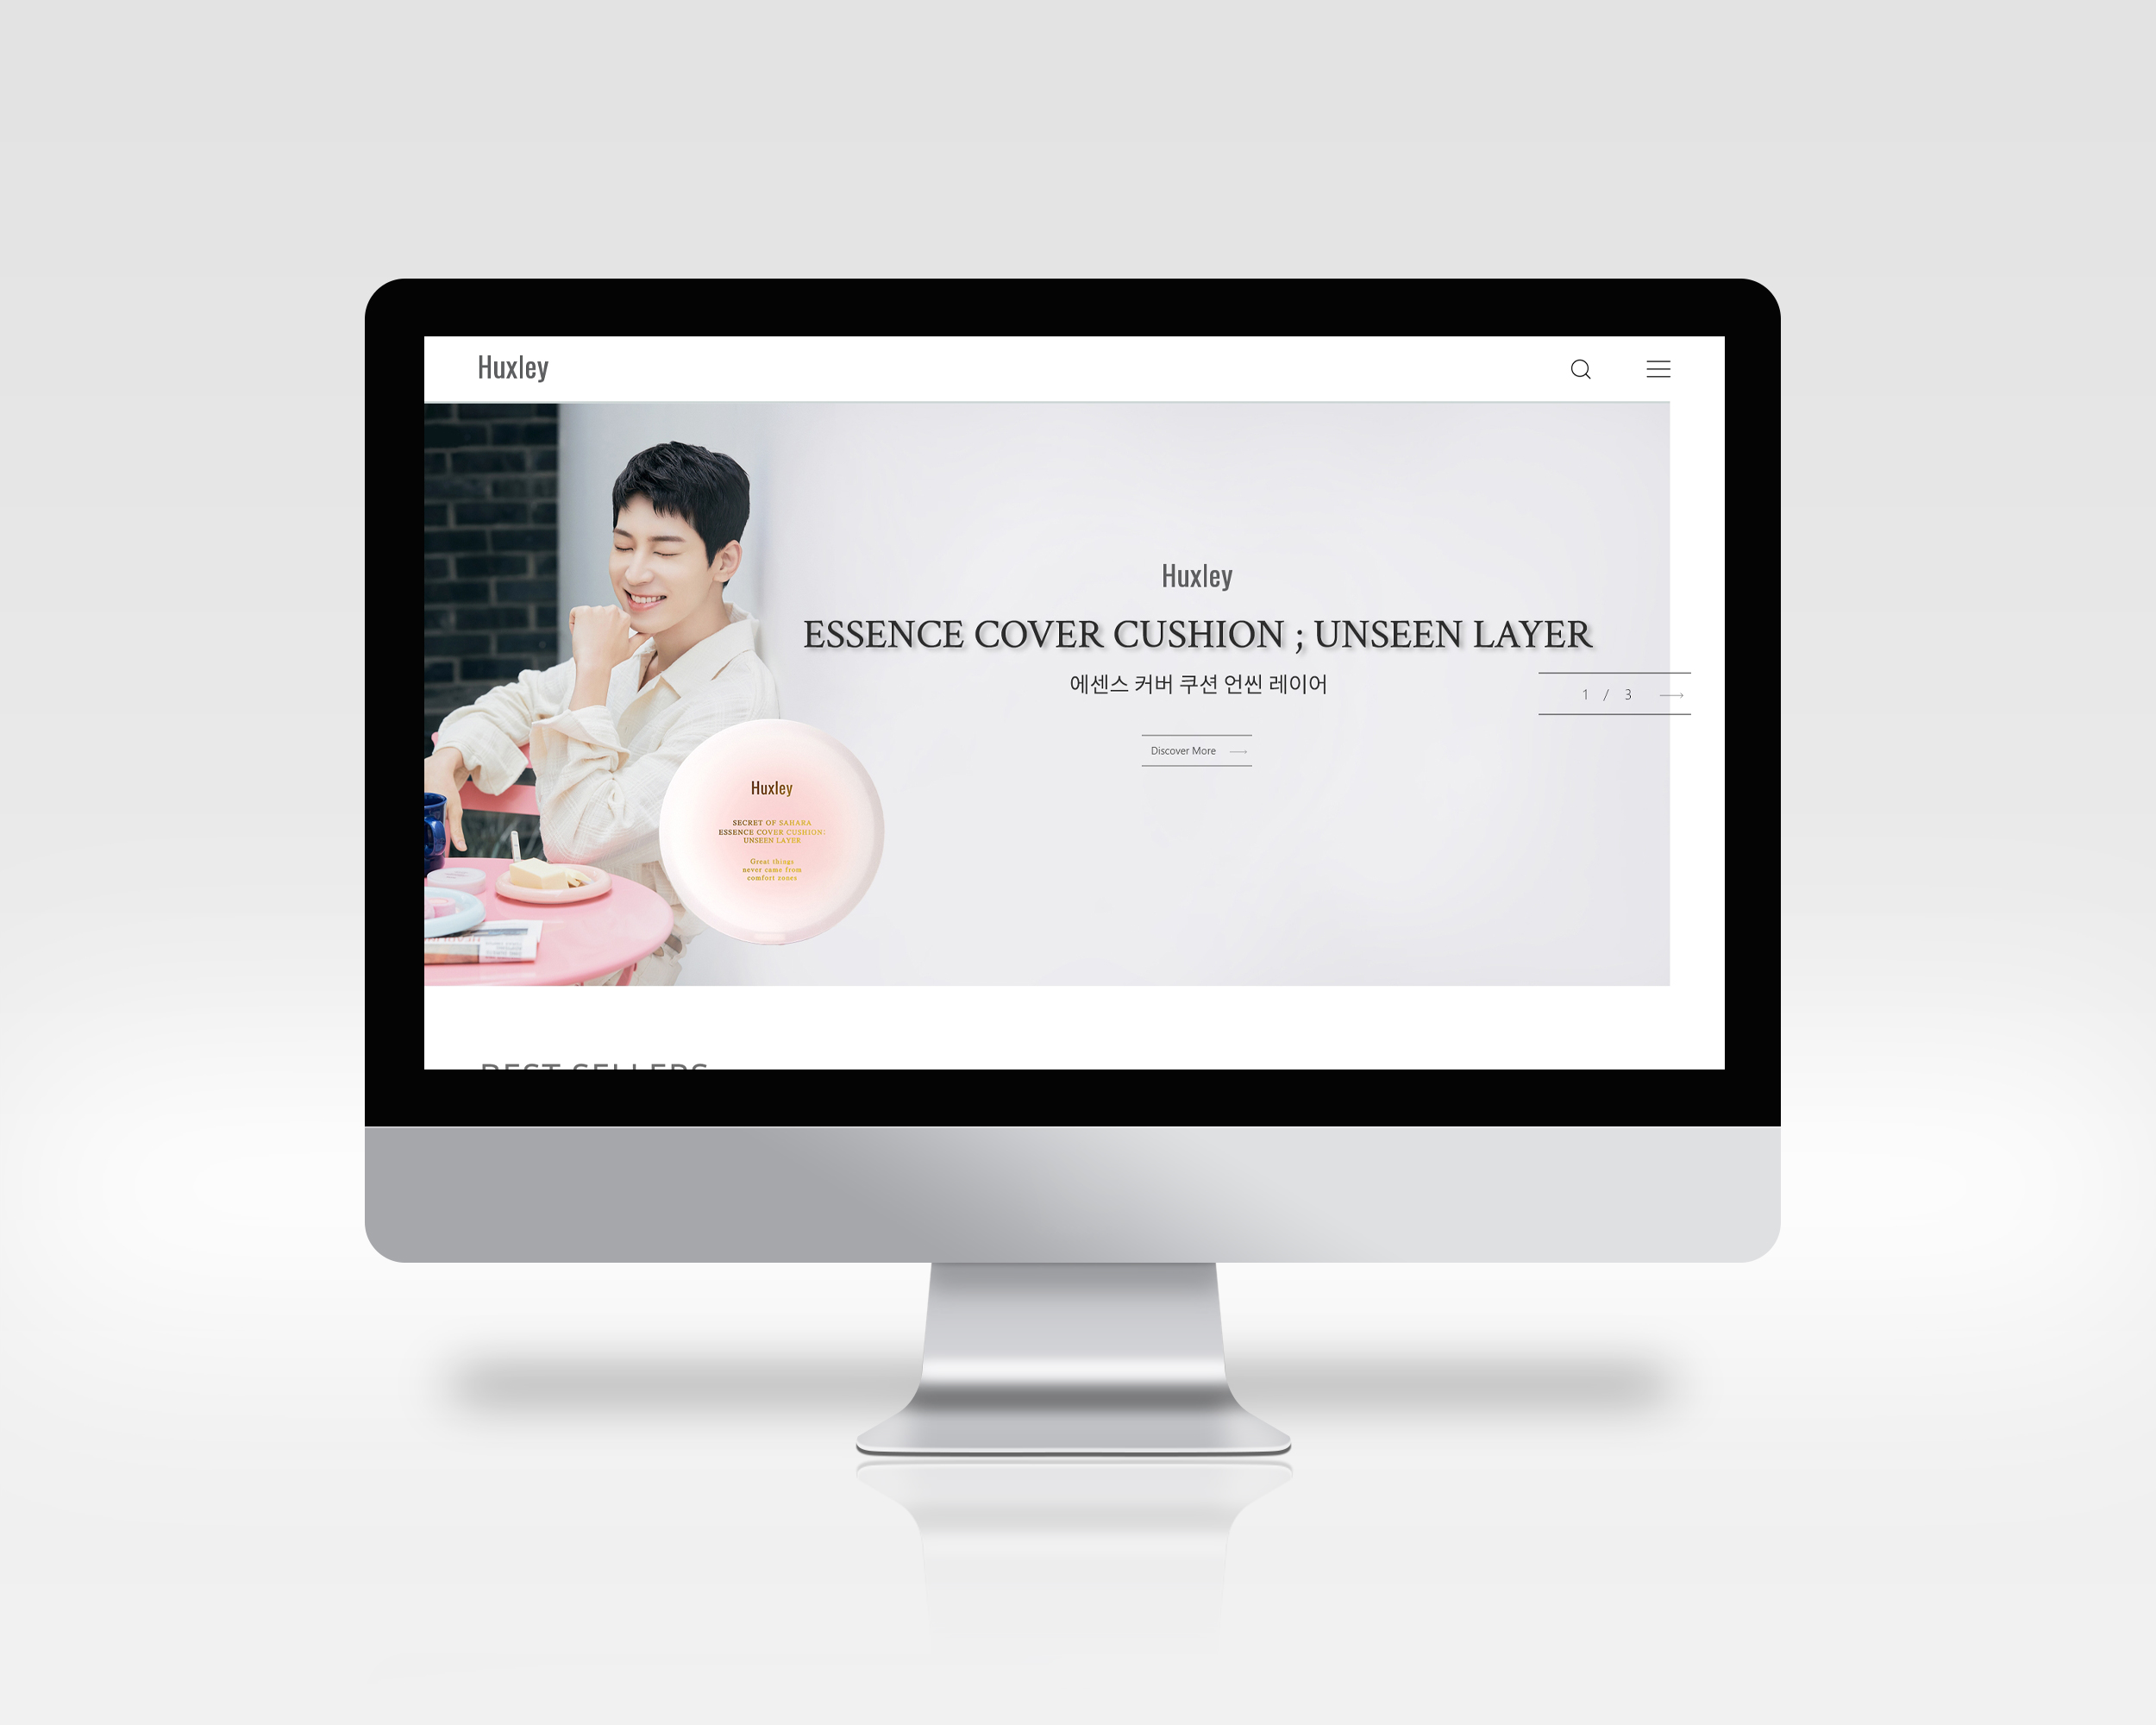 Huxley
Huxley
ESSENCE COVER CUSHION ; UNSEEN LAYER
에센스 커버 쿠션 언씬 레이어
1 / 3
Discover More
Huxley
SECRET OF SAHARA
ESSENCE COVER CUSHION:
UNSEEN LAYER
Great things
never came from
comfort zones
BEST SELLERS